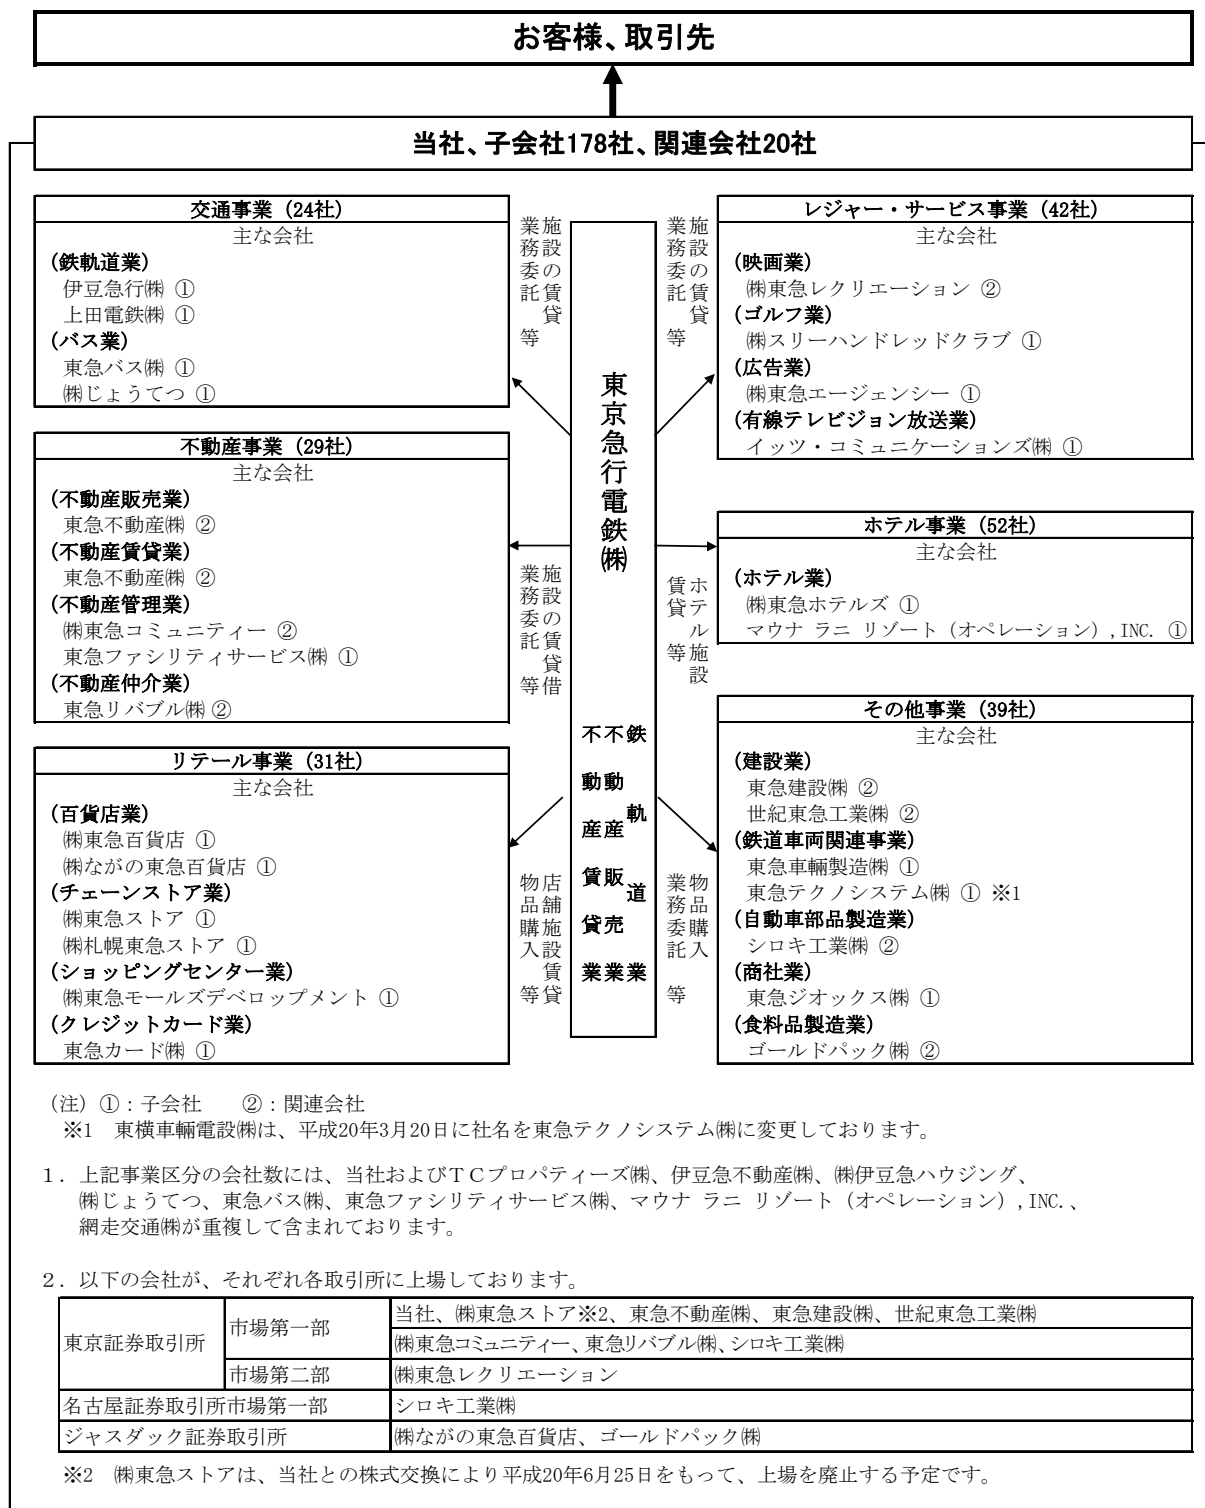 お客様、取引先
当社、子会社178社、関連会社20社
交通事業 (24社)
主な会社
(鉄軌道業)
伊豆急行㈱ ①
上田電鉄㈱ ①
(バス業)
東急バス㈱ ①
㈱じょうてつ ①
不動産事業 (29社)
主な会社
(不動産販売業)
東急不動産㈱ ②
(不動産賃貸業)
東急不動産㈱ ②
(不動産管理業)
㈱東急コミュニティー ②
東急ファシリティサービス㈱ ①
(不動産仲介業)
東急リバブル㈱ ②
リテール事業 (31社)
主な会社
(百貨店業)
㈱東急百貨店 ①
㈱ながの東急百貨店 ①
(チェーンストア業)
㈱東急ストア ①
㈱札幌東急ストア ①
(ショッピングセンター業)
㈱東急モールズデベロップメント ①
(クレジットカード業)
東急カード㈱ ①
施設の賃貸
業務委託 等
施設の賃貸借
業務委託 等
店舗施設賃貸
物品購入 等
東京急行電鉄㈱
鉄軌道業
不動産販売業
不動産賃貸業
施設の賃貸
業務委託 等
ホテル施設
賃貸 等
物品購入
業務委託 等
レジャー・サービス事業 (42社)
主な会社
(映画業)
㈱東急レクリエーション ②
(ゴルフ業)
㈱スリーハンドレッドクラブ ①
(広告業)
㈱東急エージェンシー ①
(有線テレビジョン放送業)
イッツ・コミュニケーションズ㈱ ①
ホテル事業 (52社)
主な会社
(ホテル業)
㈱東急ホテルズ ①
マウナ ラニ リゾート (オペレーション) ,INC. ①
その他事業 (39社)
主な会社
(建設業)
東急建設㈱ ②
世紀東急工業㈱ ②
(鉄道車両関連事業)
東急車輛製造㈱ ①
東急テクノシステム㈱ ① ※1
(自動車部品製造業)
シロキ工業㈱ ②
(商社業)
東急ジオックス㈱ ①
(食料品製造業)
ゴールドパック㈱ ②
(注) ①：子会社　②：関連会社
※1　東横車輛電設㈱は、平成20年3月20日に社名を東急テクノシステム㈱に変更しております。
１．上記事業区分の会社数には、当社およびＴＣプロパティーズ㈱、伊豆急不動産㈱、㈱伊豆急ハウジング、
㈱じょうてつ、東急バス㈱、東急ファシリティサービス㈱、マウナ ラニ リゾート (オペレーション) ,INC.、
網走交通㈱が重複して含まれております。
２．以下の会社が、それぞれ各取引所に上場しております。
東京証券取引所
市場第一部
当社、㈱東急ストア※2、東急不動産㈱、東急建設㈱、世紀東急工業㈱
㈱東急コミュニティー、東急リバブル㈱、シロキ工業㈱
市場第二部
㈱東急レクリエーション
名古屋証券取引所市場第一部
シロキ工業㈱
ジャスダック証券取引所
㈱ながの東急百貨店、ゴールドパック㈱
※2　㈱東急ストアは、当社との株式交換により平成20年6月25日をもって、上場を廃止する予定です。